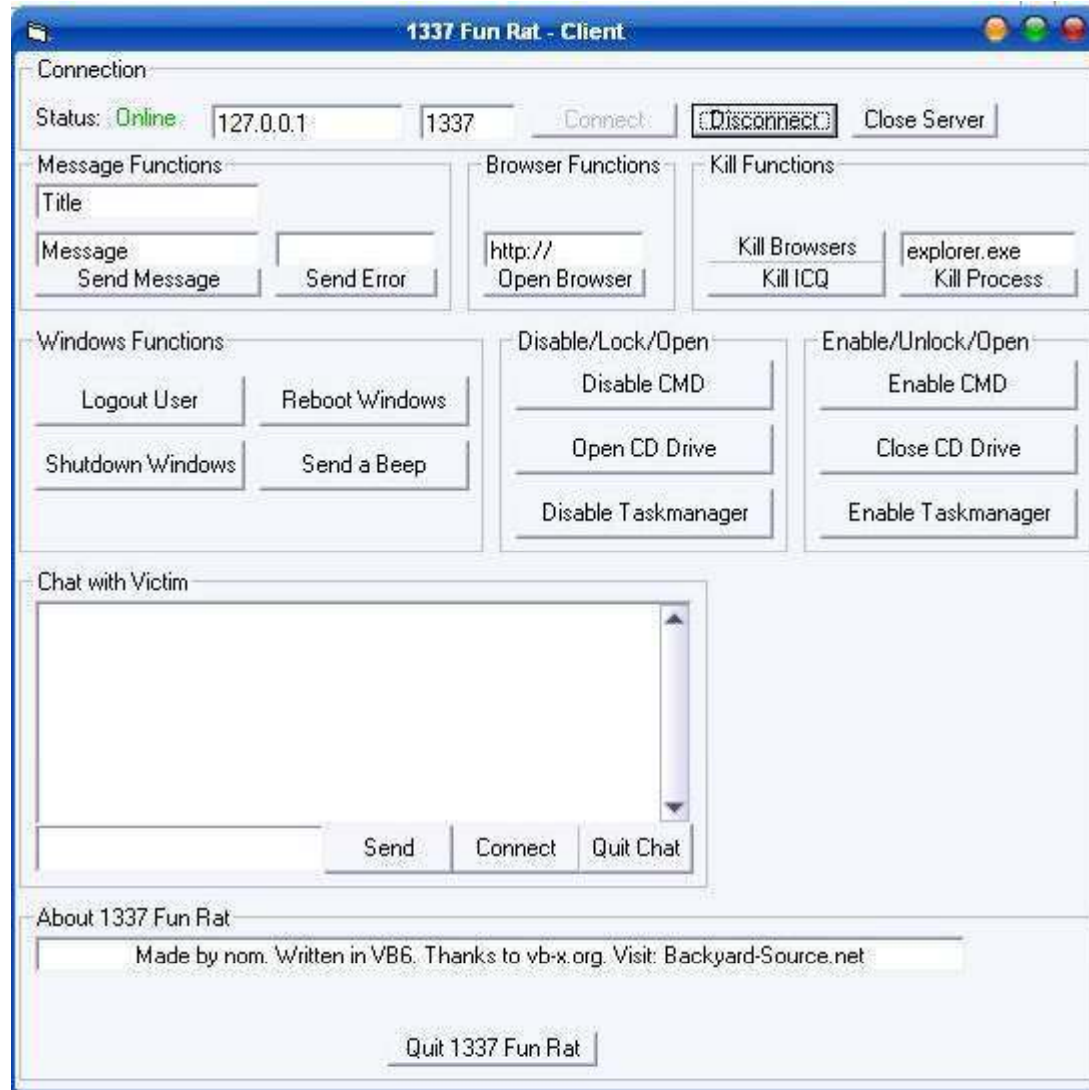 1337 Fun Rat - Client
Connection
Status: Online 127.0.0.1 1337 Connect Disconnect Close Server
Message Functions Browser Functions Kill Functions
Title
Message http:// Kill Browsers explorer.exe
Send Message Send Error Open Browser Kill ICQ Kill Process
Windows Functions Disable/Lock/Open Enable/Unlock/Open
Logout User Reboot Windows Disable CMD Enable CMD
Shutdown Windows Send a Beep Open CD Drive Close CD Drive
Disable Taskmanager Enable Taskmanager
Chat with Victim
Send Connect Quit Chat
About 1337 Fun Rat
Made by nom. Written in VB6. Thanks to vb-x.org. Visit: Backyard-Source.net
Quit 1337 Fun Rat